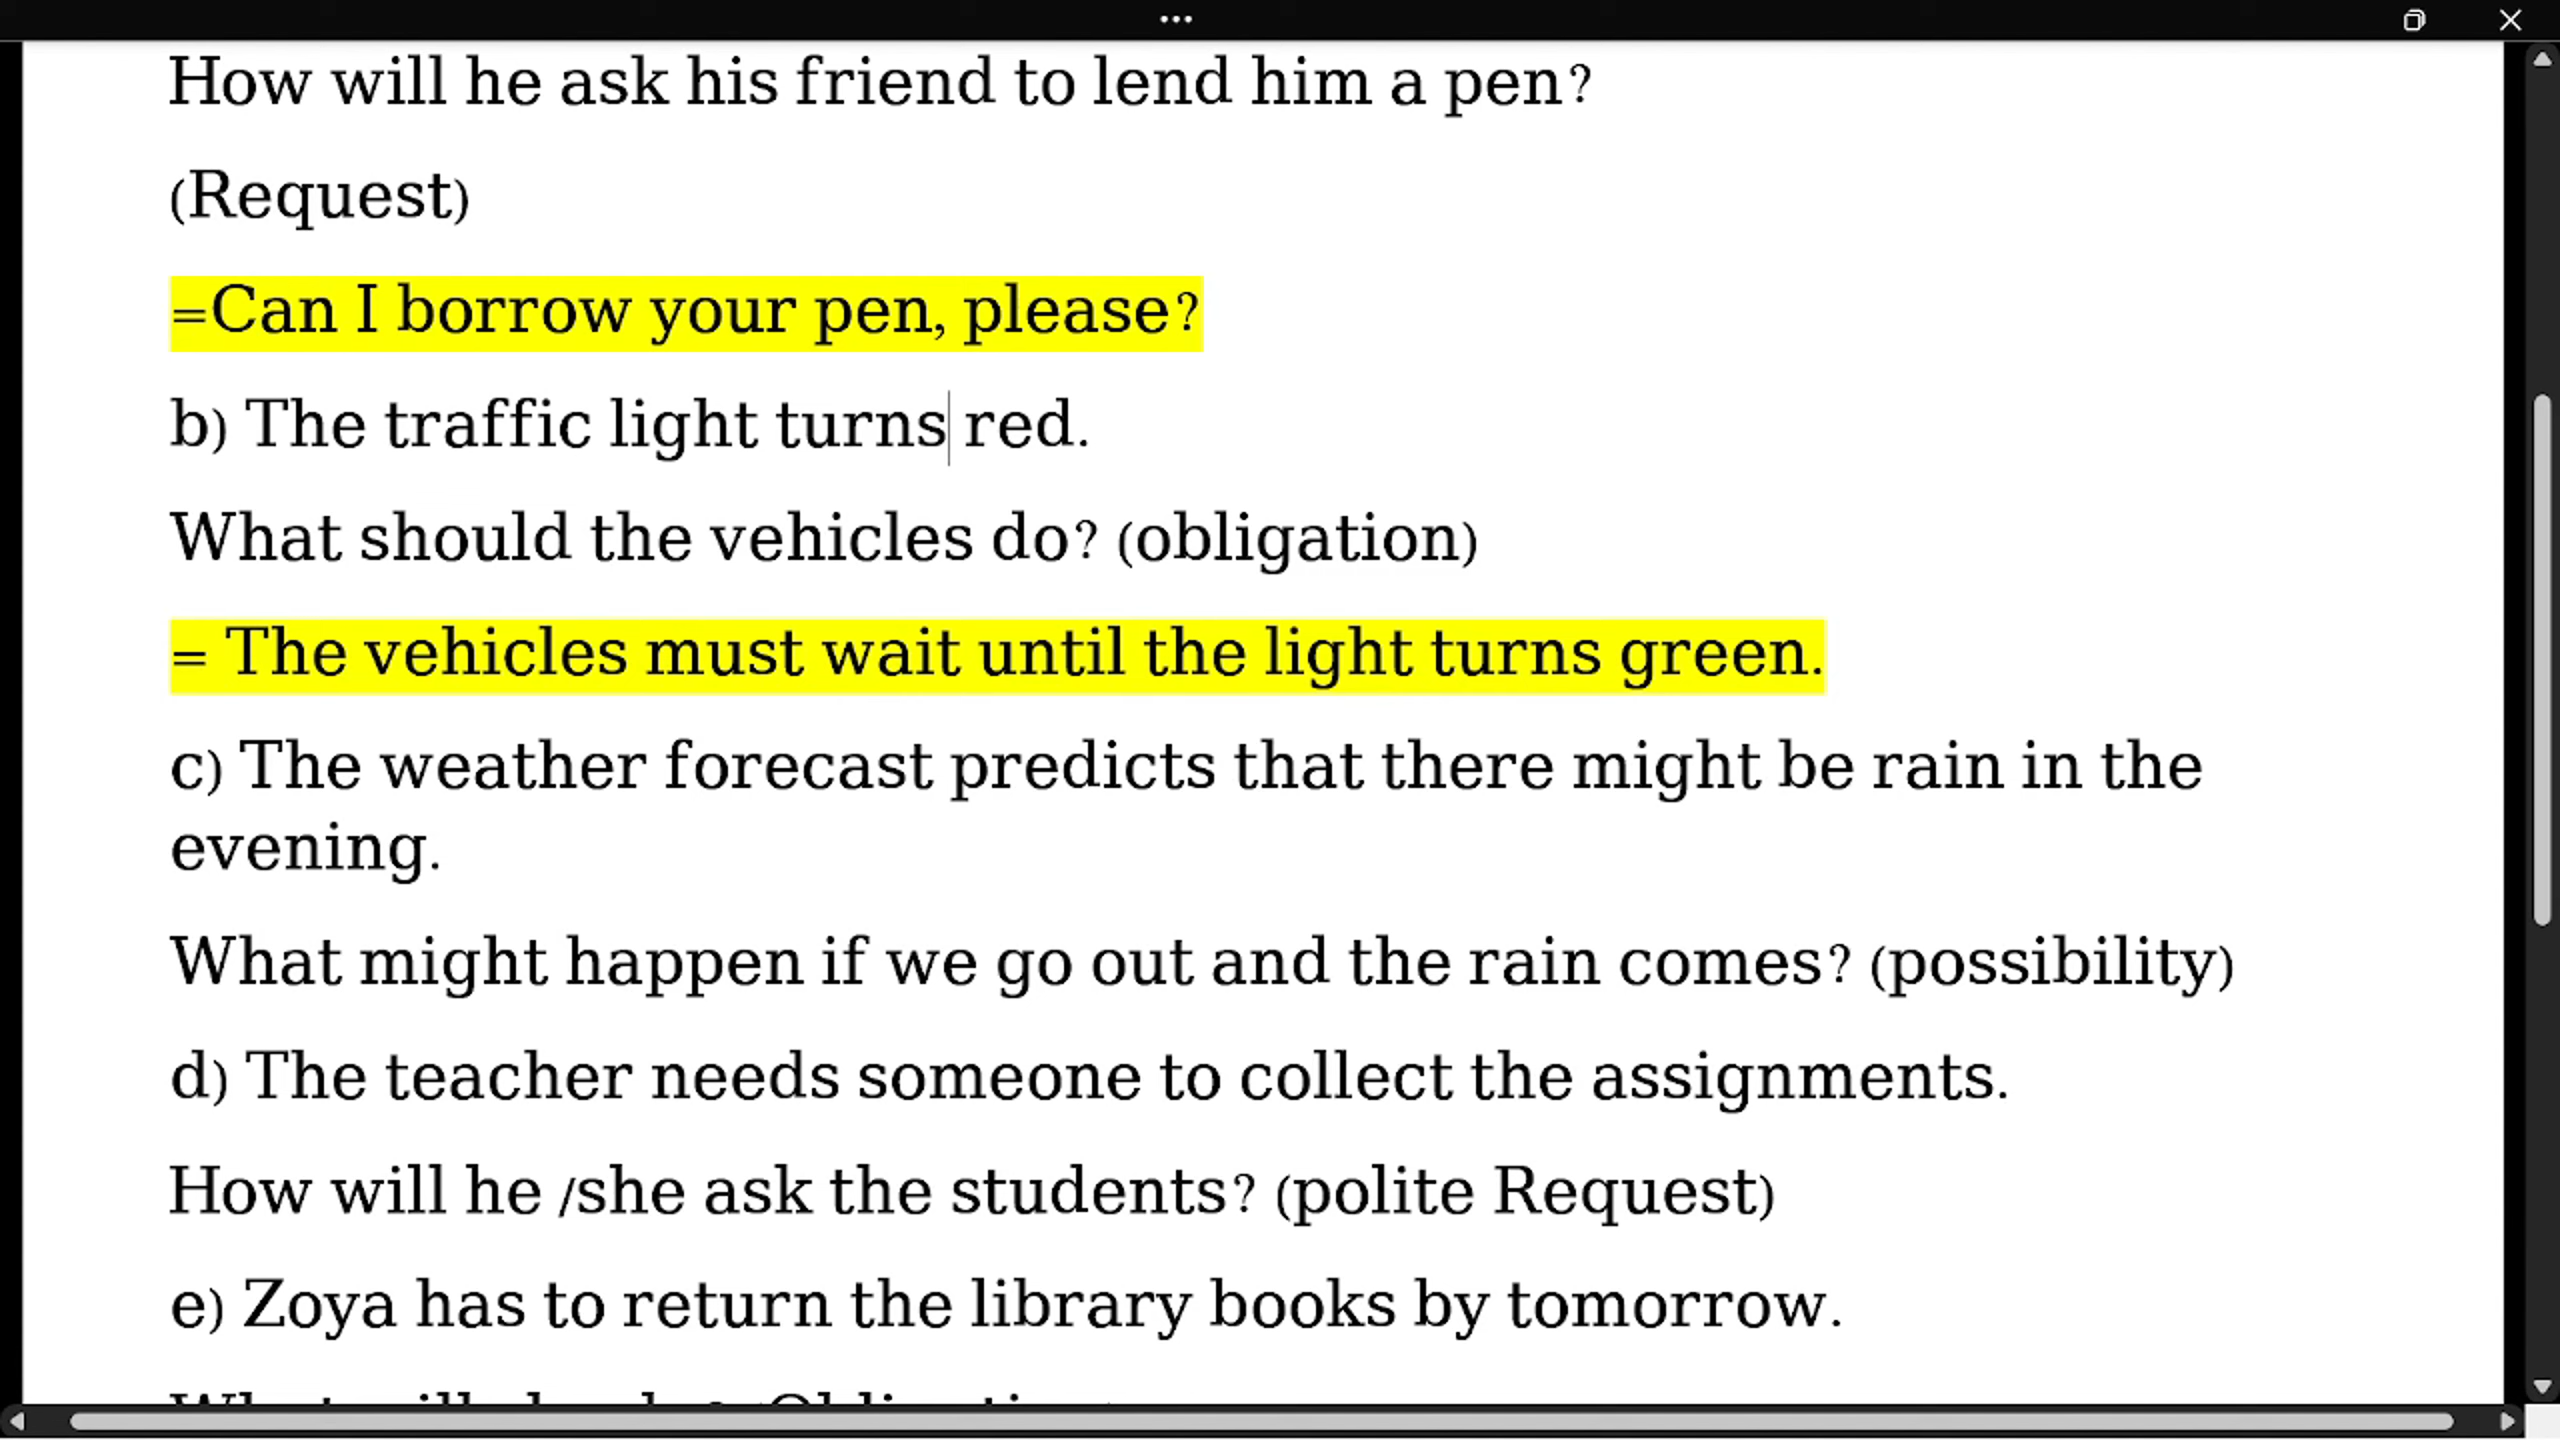 How will he ask his friend to lend him a pen?
(Request)
=Can I borrow your pen, please?
b) The traffic light turns red.
What should the vehicles do? (obligation)
= The vehicles must wait until the light turns green.
c) The weather forecast predicts that there might be rain in the
evening.
What might happen if we go out and the rain comes? (possibility)
d) The teacher needs someone to collect the assignments.
How will he /she ask the students? (polite Request)
e) Zoya has to return the library books by tomorrow.